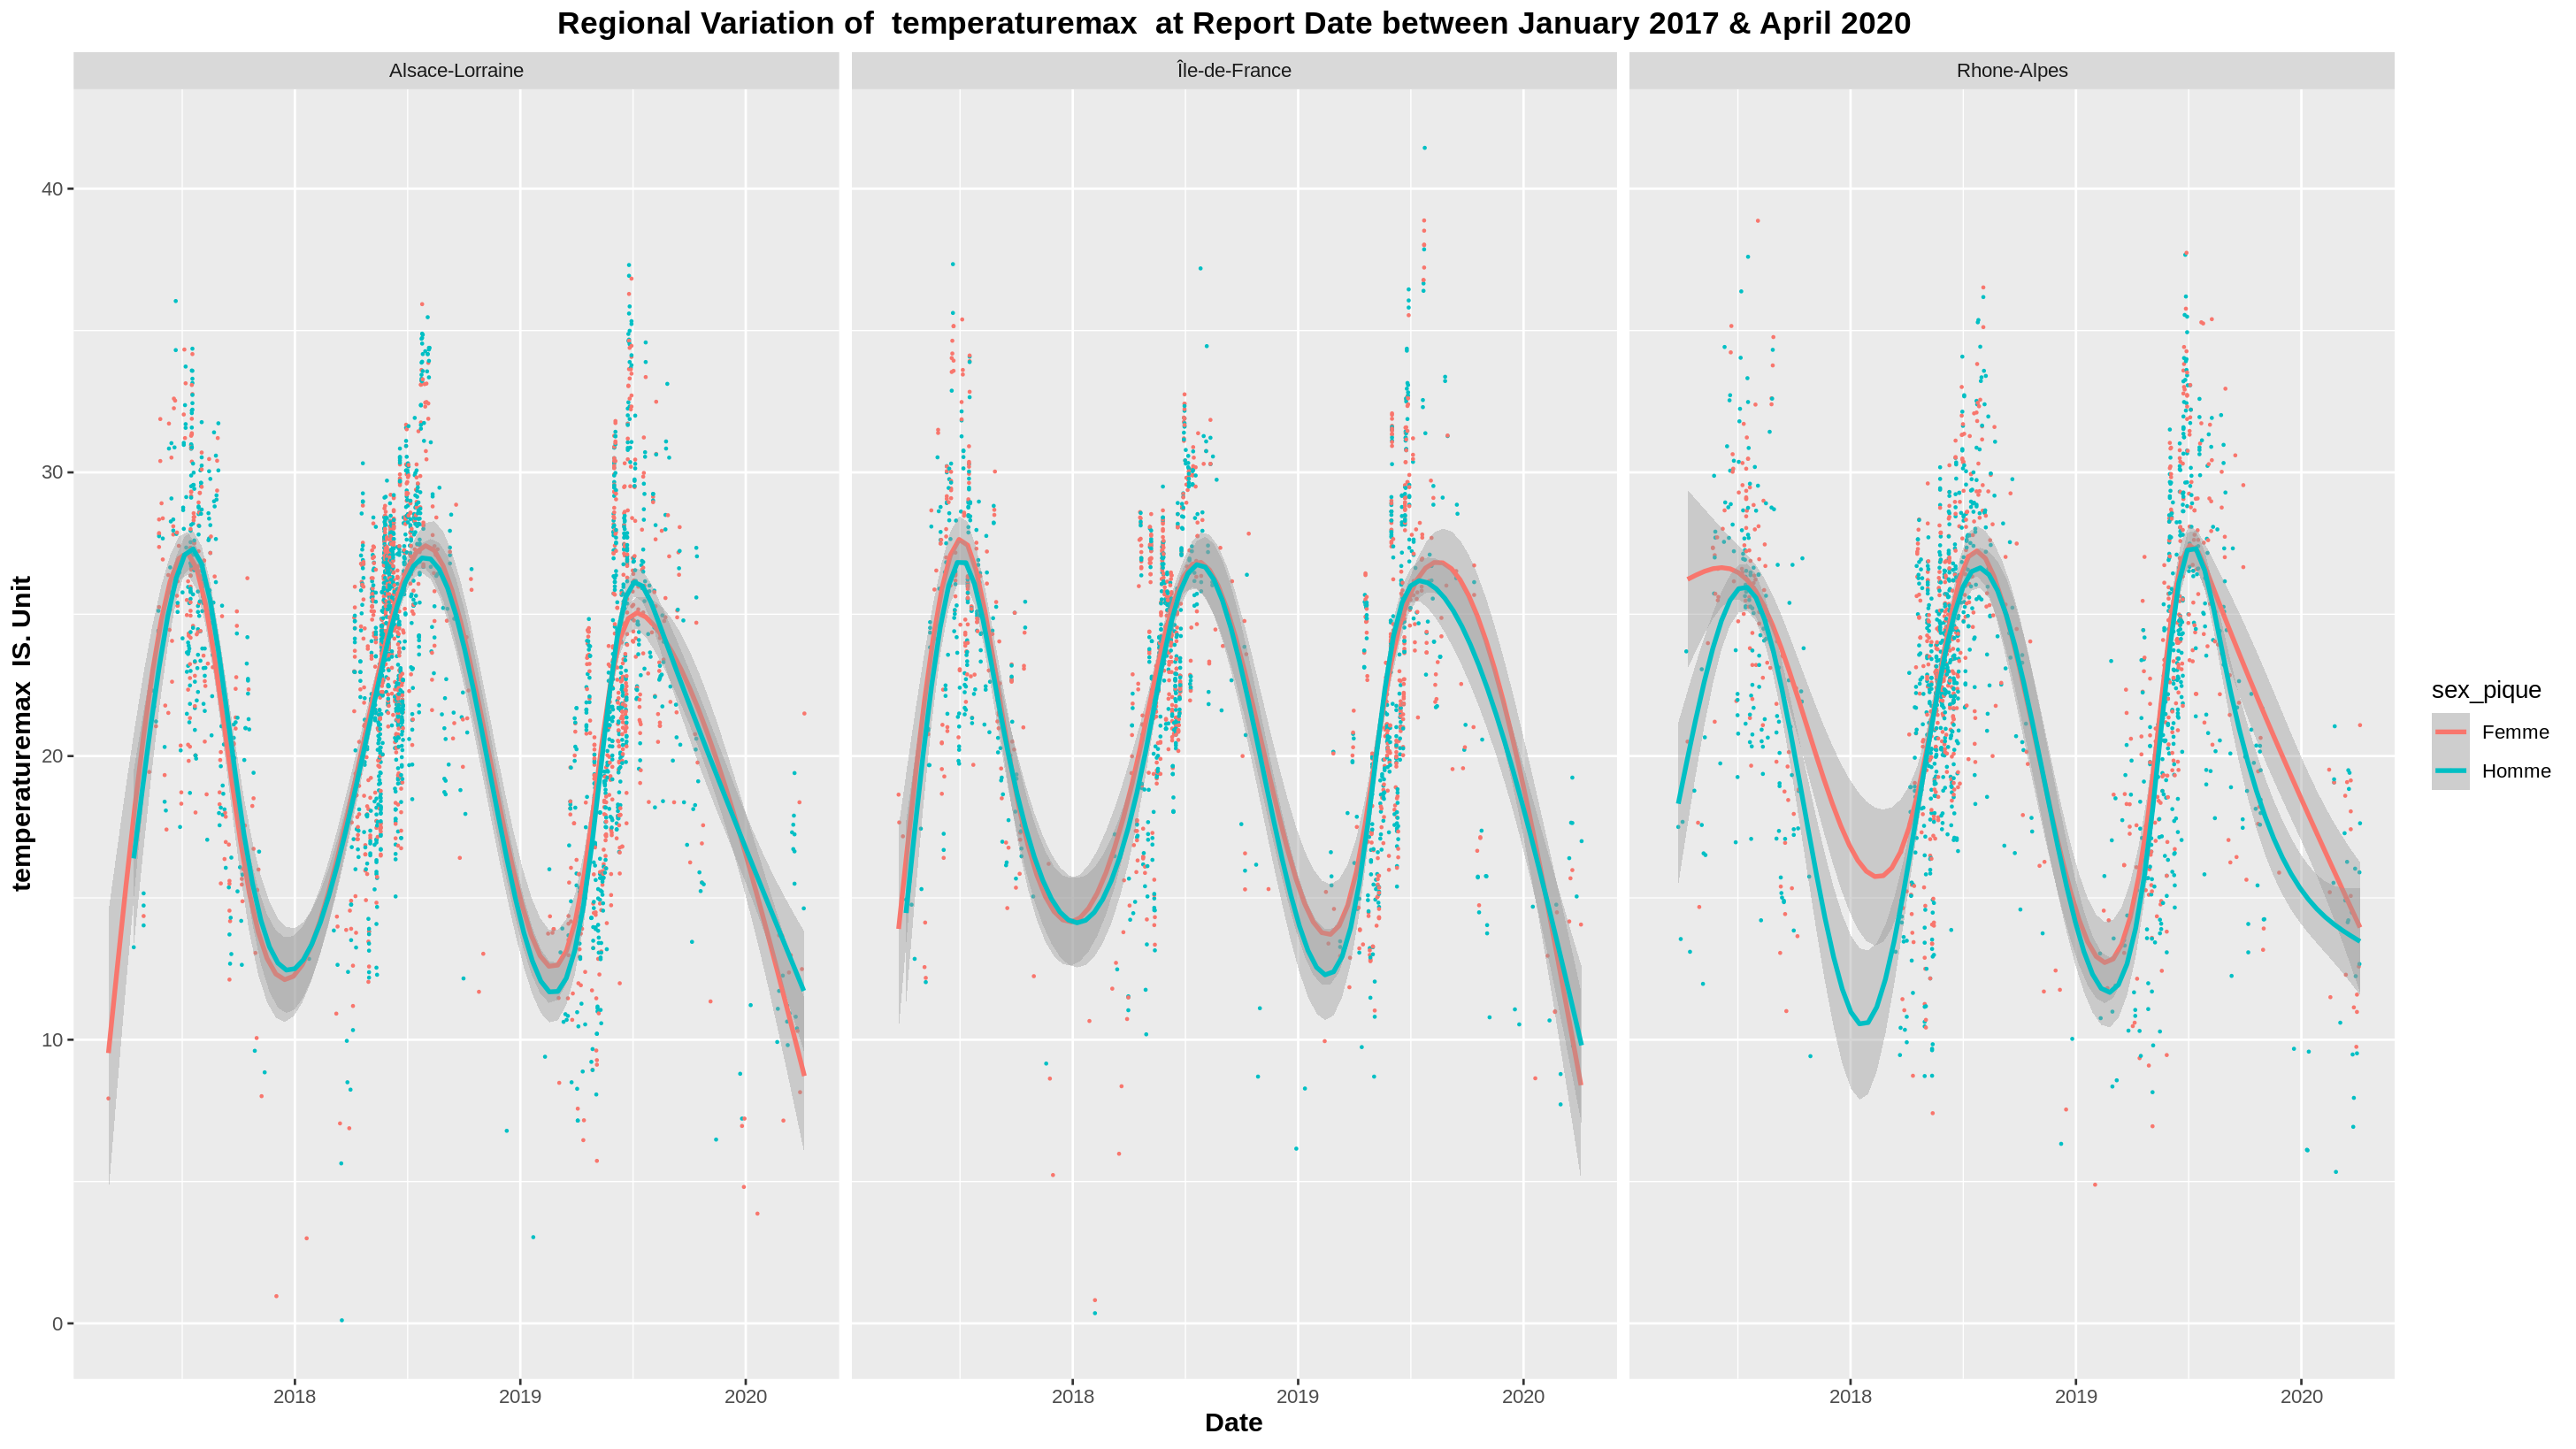 Regional Variation of  temperaturemax  at Report Date between January 2017 & April 2020
Alsace-Lorraine
Île-de-France
Rhone-Alpes
temperaturemax  IS. Unit
40
30
20
10
0
2018 2019 2020
2018 2019 2020
2018 2019 2020
Date
sex_pique
Femme
Homme